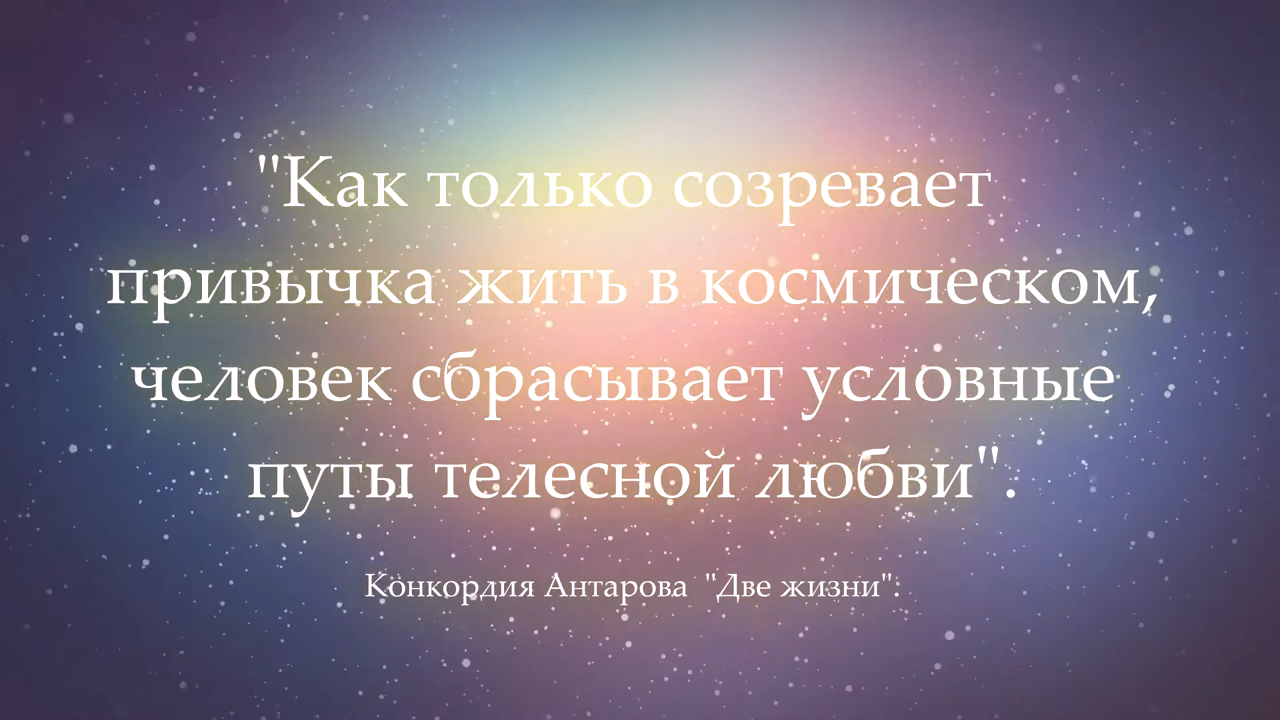 "Как только созревает
привычка жить в космическом,
человек сбрасывает условные
путы телесной любви".
Конкордия Антарова "Две жизни".